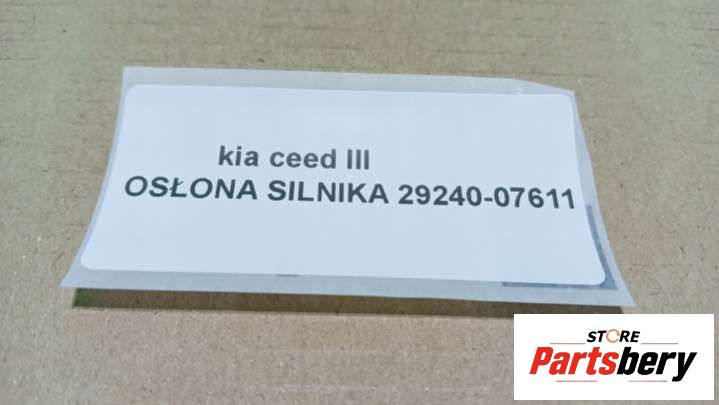 kia ceed III
OSŁONA SILNIKA 29240-07611
STORE
Partsbery